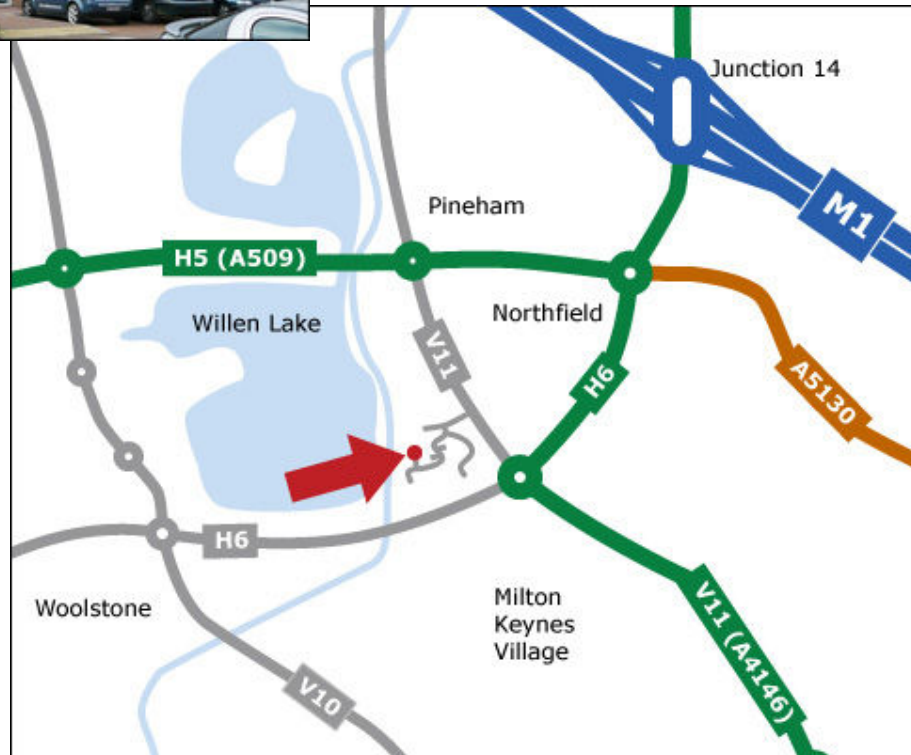 Junction 14
M1
Pineham
H5 (A509)
Northfield
Willen Lake
V11
H6
A5130
H6
Woolstone
Milton
Keynes
Village
V11 (A4146)
V10